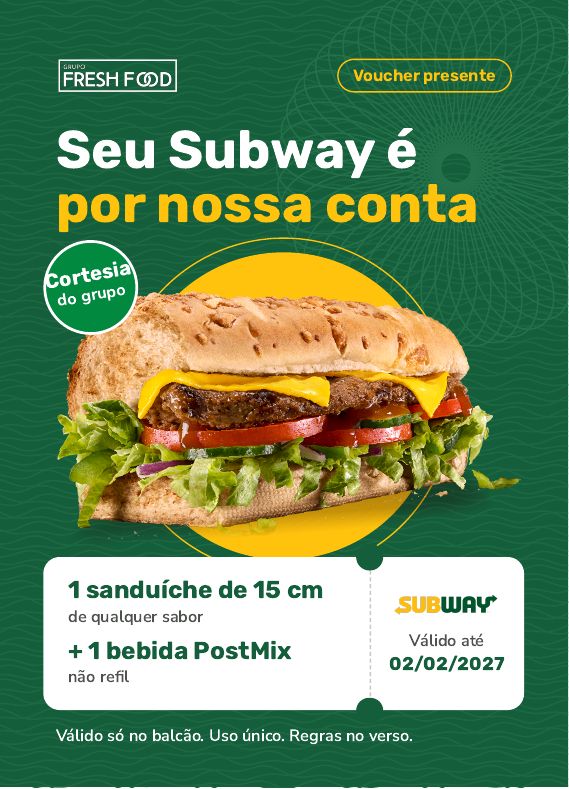 GRUPO
FRESH FOOD
Voucher presente
Seu Subway é
por nossa conta
Cortesia
do grupo
1 sanduíche de 15 cm
de qualquer sabor
+ 1 bebida PostMix
não refil
SUBWAY
Válido até
02/02/2027
Válido só no balcão. Uso único. Regras no verso.